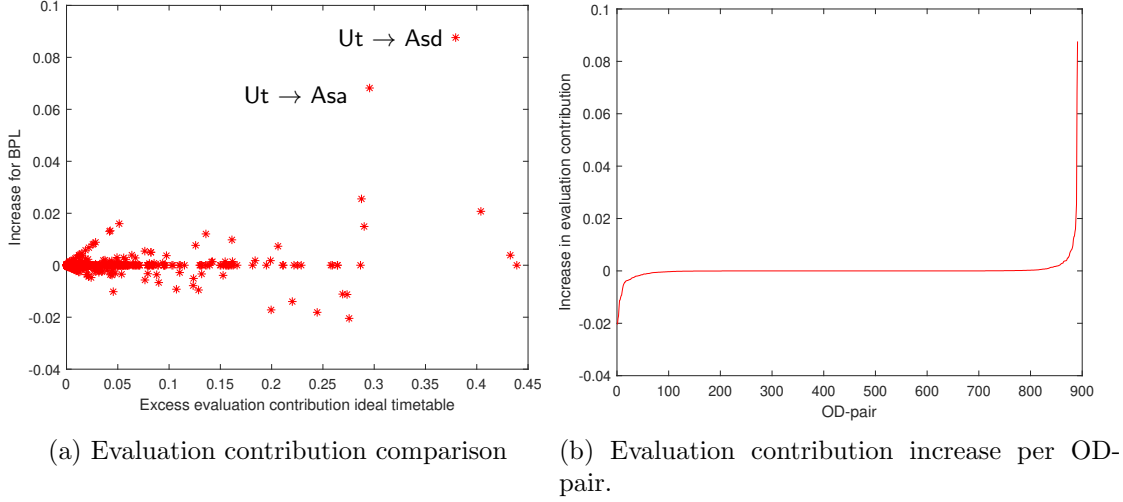 0.1
0.08
0.06
0.04
0.02
0
-0.02
-0.04
Increase for BPL
Ut → Asd
Ut → Asa
0 0.05 0.1 0.15 0.2 0.25 0.3 0.35 0.4 0.45
Excess evaluation contribution ideal timetable
(a) Evaluation contribution comparison
0.1
0.08
0.06
0.04
0.02
0
-0.02
-0.04
Increase in evaluation contribution
0 100 200 300 400 500 600 700 800 900
OD-pair
(b) Evaluation contribution increase per OD-
pair.